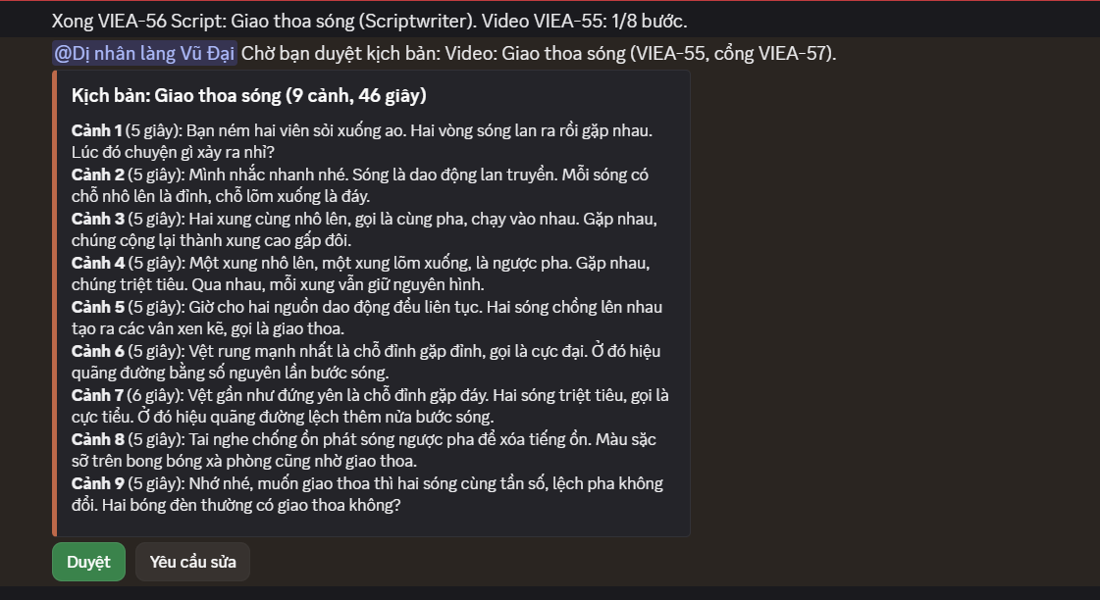 Xong VIEA-56 Script: Giao thoa sóng (Scriptwriter). Video VIEA-55: 1/8 bước.
@Dị nhân làng Vũ Đại Chờ bạn duyệt kịch bản: Video: Giao thoa sóng (VIEA-55, cổng VIEA-57).
Kịch bản: Giao thoa sóng (9 cảnh, 46 giây)
Cảnh 1 (5 giây): Bạn ném hai viên sỏi xuống ao. Hai vòng sóng lan ra rồi gặp nhau.
Lúc đó chuyện gì xảy ra nhỉ?
Cảnh 2 (5 giây): Mình nhắc nhanh nhé. Sóng là dao động lan truyền. Mỗi sóng có
chỗ nhô lên là đỉnh, chỗ lõm xuống là đáy.
Cảnh 3 (5 giây): Hai xung cùng nhô lên, gọi là cùng pha, chạy vào nhau. Gặp nhau,
chúng cộng lại thành xung cao gấp đôi.
Cảnh 4 (5 giây): Một xung nhô lên, một xung lõm xuống, là ngược pha. Gặp nhau,
chúng triệt tiêu. Qua nhau, mỗi xung vẫn giữ nguyên hình.
Cảnh 5 (5 giây): Giờ cho hai nguồn dao động đều liên tục. Hai sóng chồng lên nhau
tạo ra các vân xen kẽ, gọi là giao thoa.
Cảnh 6 (5 giây): Vệt rung mạnh nhất là chỗ đỉnh gặp đỉnh, gọi là cực đại. Ở đó hiệu
quãng đường bằng số nguyên lần bước sóng.
Cảnh 7 (6 giây): Vệt gần như đứng yên là chỗ đỉnh gặp đáy. Hai sóng triệt tiêu, gọi là
cực tiểu. Ở đó hiệu quãng đường lệch thêm nửa bước sóng.
Cảnh 8 (5 giây): Tai nghe chống ồn phát sóng ngược pha để xóa tiếng ồn. Màu sặc
sỡ trên bong bóng xà phòng cũng nhờ giao thoa.
Cảnh 9 (5 giây): Nhớ nhé, muốn giao thoa thì hai sóng cùng tần số, lệch pha không
đổi. Hai bóng đèn thường có giao thoa không?
Duyệt
Yêu cầu sửa